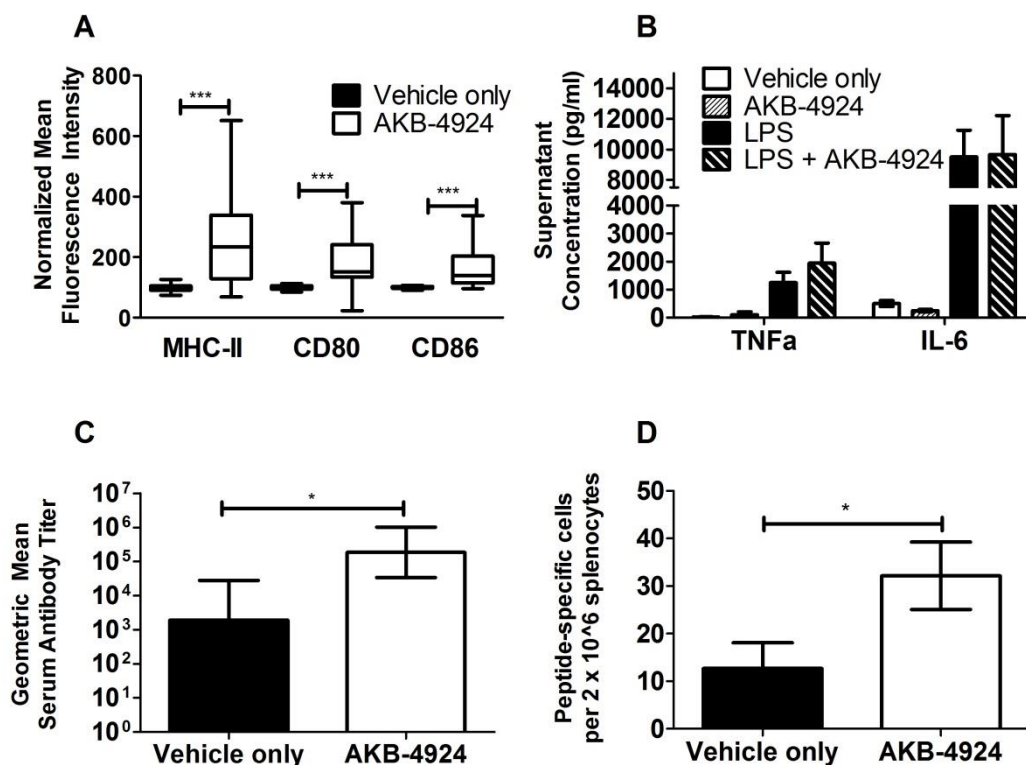 A
Normalized Mean
Fluorescence Intensity
800
600
400
200
0
***
***
***
Vehicle only
AKB-4924
MHC-II
CD80
CD86
B
Supernatant
Concentration (pg/ml)
14000
12000
10000
8000
4000
3000
2000
1000
0
Vehicle only
AKB-4924
LPS
LPS + AKB-4924
TNFa
IL-6
C
Geometric Mean
Serum Antibody Titer
10^7
10^6
10^5
10^4
10^3
10^2
10^1
10^0
*
Vehicle only
AKB-4924
D
Peptide-specific cells
per 2 x 10^6 splenocytes
50
40
30
20
10
0
*
Vehicle only
AKB-4924